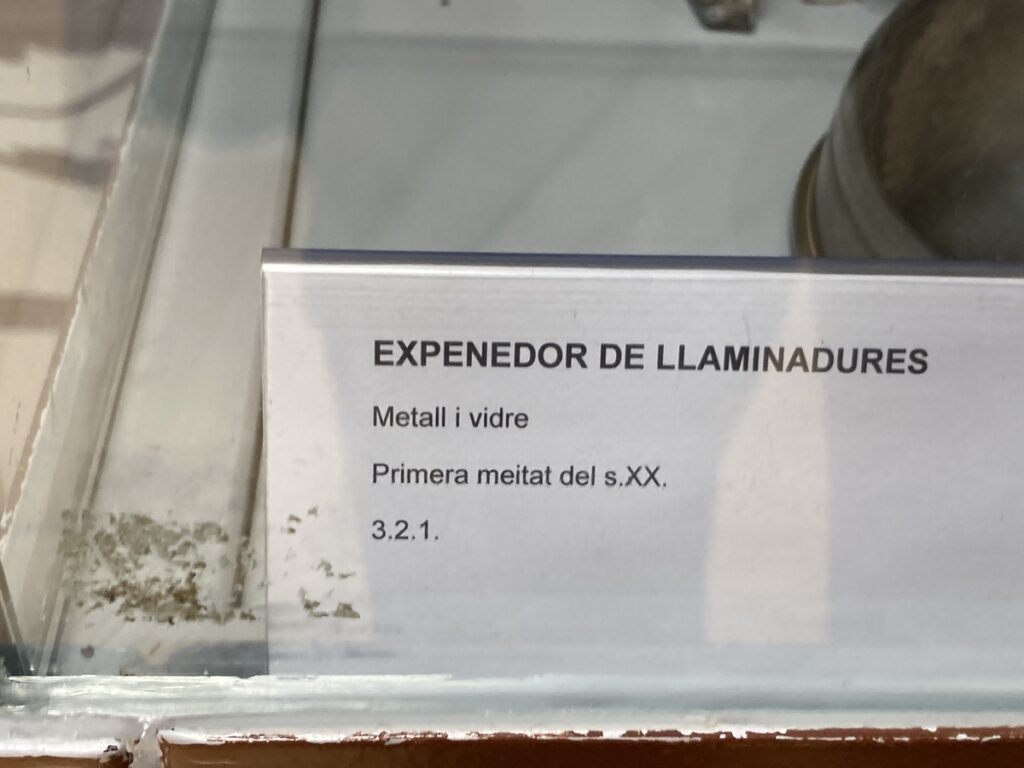 EXPENEDOR DE LLAMINADURES
Metall i vidre
Primera meitat del s.XX.
3.2.1.